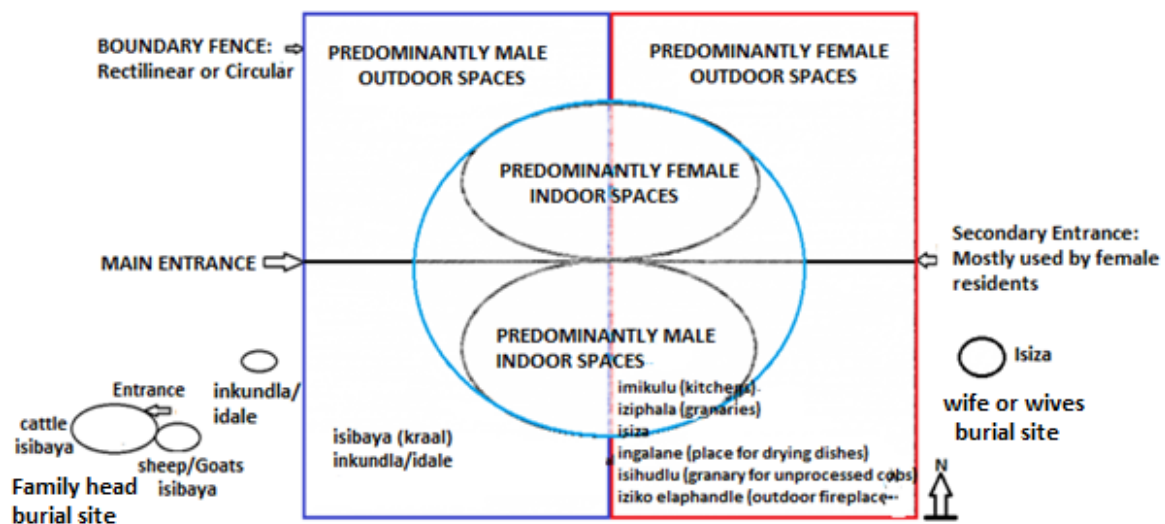 BOUNDARY FENCE:
Rectilinear or Circular
PREDOMINANTLY MALE
OUTDOOR SPACES
PREDOMINANTLY FEMALE
OUTDOOR SPACES
PREDOMINANTLY FEMALE
INDOOR SPACES
MAIN ENTRANCE
Secondary Entrance:
Mostly used by female
residents
PREDOMINANTLY MALE
INDOOR SPACES
Isiza
wife or wives
burial site
inkundla/
idale
Entrance
cattle
isibaya
sheep/Goats
isibaya
Family head
burial site
isibaya (kraal)
inkundla/idale
imikulu (kitchens)
iziphala (granaries)
isiza
ingalane (place for drying dishes)
isihudlu (granary for unprocessed cobs)
iziko elaphandle (outdoor fireplace
N